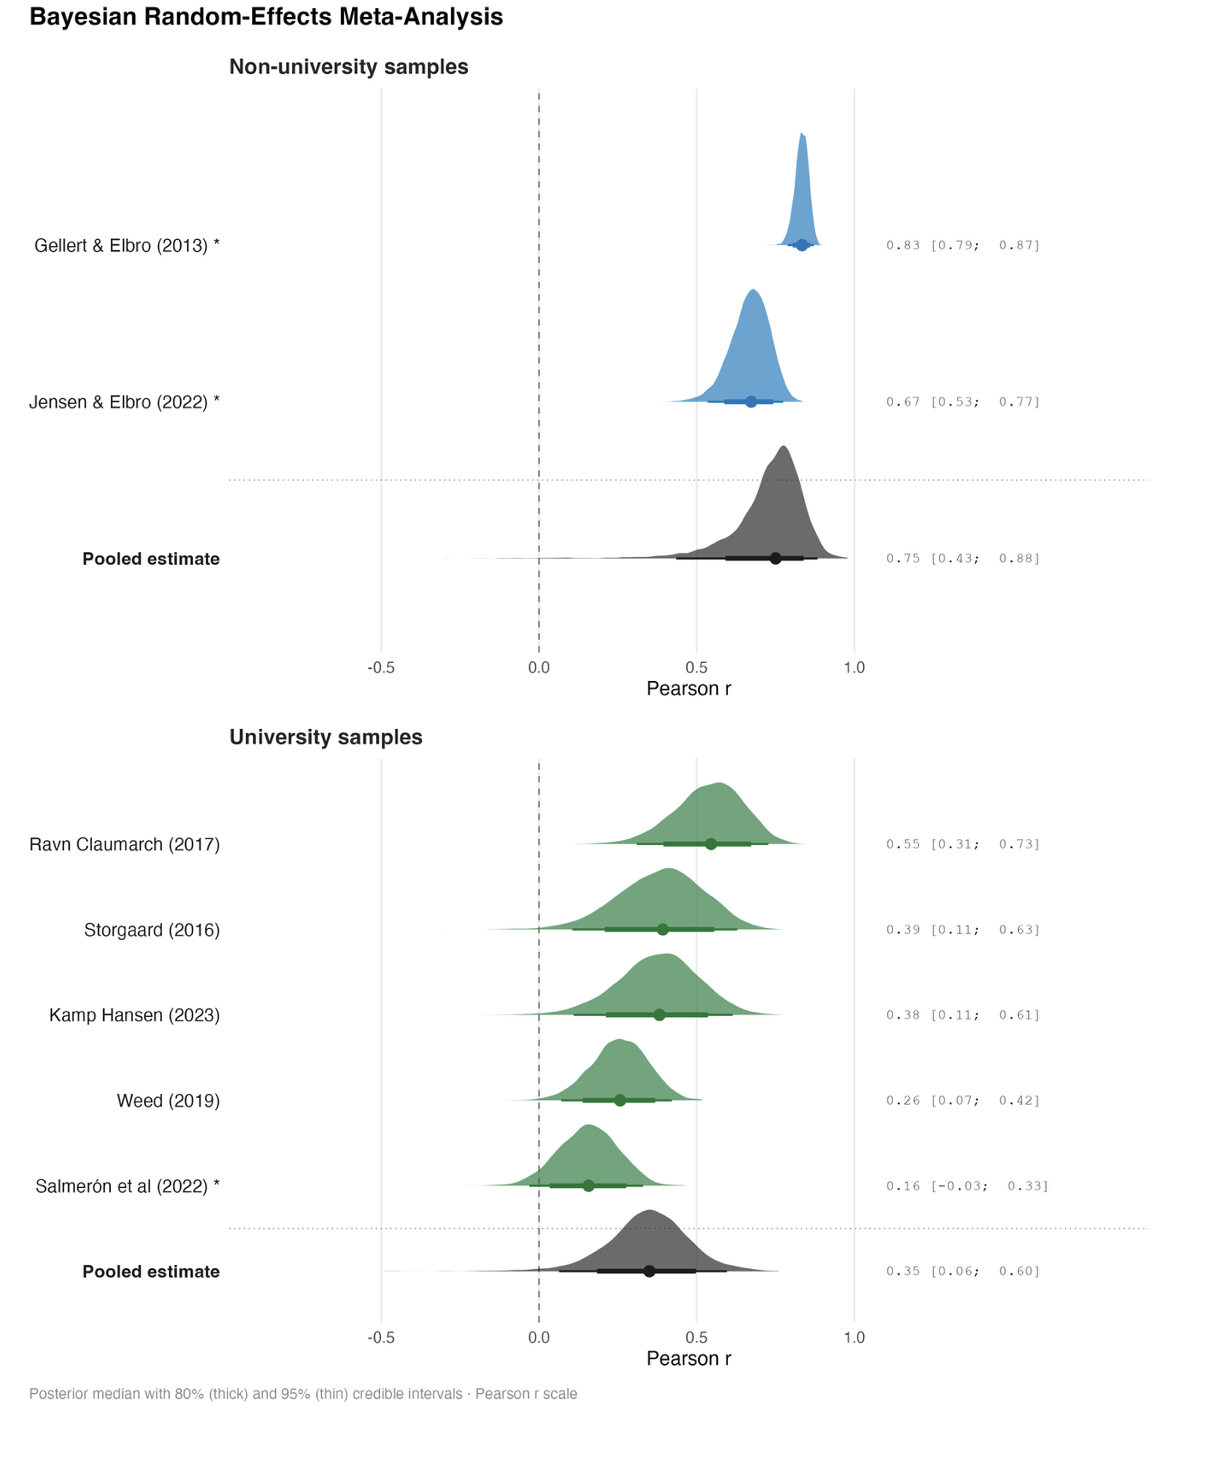 Bayesian Random-Effects Meta-Analysis
Non-university samples
Gellert & Elbro (2013) * 0.83 [0.79; 0.87]
Jensen & Elbro (2022) * 0.67 [0.53; 0.77]
Pooled estimate 0.75 [0.43; 0.88]
-0.5 0.0 0.5 1.0
Pearson r
University samples
Ravn Claumarch (2017) 0.55 [0.31; 0.73]
Storgaard (2016) 0.39 [0.11; 0.63]
Kamp Hansen (2023) 0.38 [0.11; 0.61]
Weed (2019) 0.26 [0.07; 0.42]
Salmerón et al (2022) * 0.16 [-0.03; 0.33]
Pooled estimate 0.35 [0.06; 0.60]
-0.5 0.0 0.5 1.0
Pearson r
Posterior median with 80% (thick) and 95% (thin) credible intervals · Pearson r scale